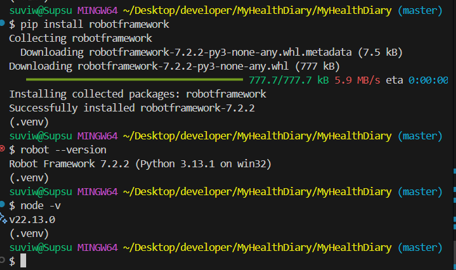 suviw@Supsu MINGW64 ~/Desktop/developer/MyHealthDiary/MyHealthDiary (master)
$ pip install robotframework
Collecting robotframework
  Downloading robotframework-7.2.2-py3-none-any.whl.metadata (7.5 kB)
Downloading robotframework-7.2.2-py3-none-any.whl (777 kB)
777.7/777.7 kB 5.9 MB/s eta 0:00:00
Installing collected packages: robotframework
Successfully installed robotframework-7.2.2
(.venv)
suviw@Supsu MINGW64 ~/Desktop/developer/MyHealthDiary/MyHealthDiary (master)
$ robot --version
Robot Framework 7.2.2 (Python 3.13.1 on win32)
(.venv)
suviw@Supsu MINGW64 ~/Desktop/developer/MyHealthDiary/MyHealthDiary (master)
$ node -v
v22.13.0
(.venv)
suviw@Supsu MINGW64 ~/Desktop/developer/MyHealthDiary/MyHealthDiary (master)
$